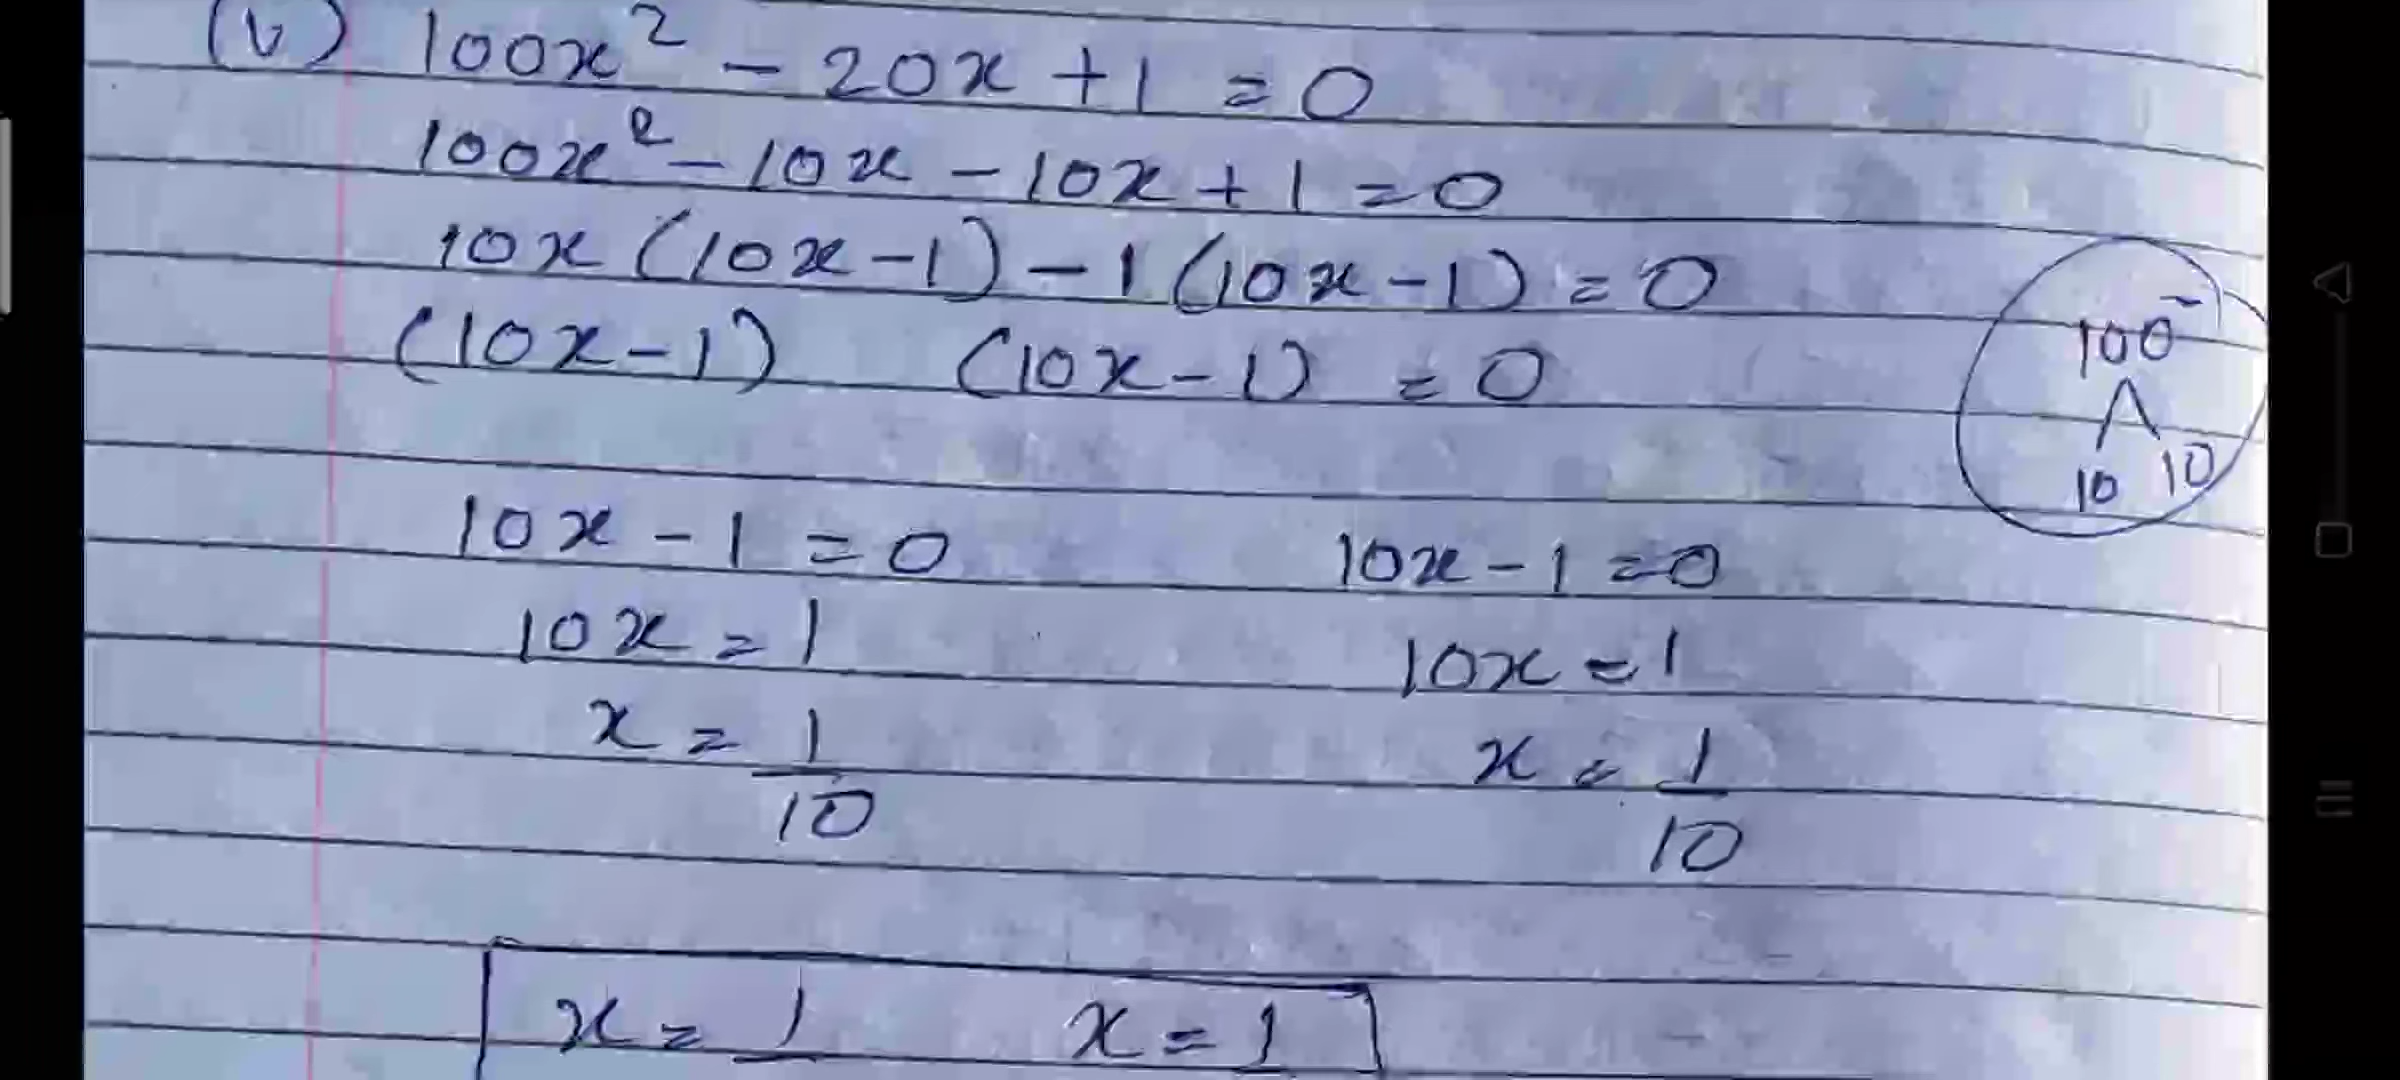 (v) 100x² - 20x + 1 = 0
100x² - 10x - 10x + 1 = 0
10x (10x - 1) - 1 (10x - 1) = 0
(10x - 1) (10x - 1) = 0
100
10 10
10x - 1 = 0 10x - 1 = 0
10x = 1 10x = 1
x = 1/10 x = 1/10
x = 1 x = 1